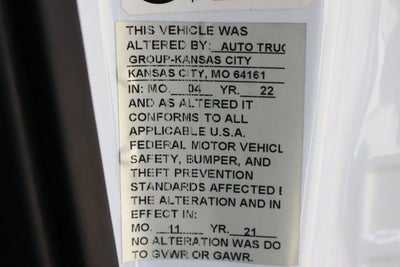 THIS VEHICLE WAS
ALTERED BY: AUTO TRUC
GROUP-KANSAS CITY
KANSAS CITY, MO 64161
IN: MO. 04 YR. 22
AND AS ALTERED IT
CONFORMS TO ALL
APPLICABLE U.S.A.
FEDERAL MOTOR VEHICL
SAFETY, BUMPER, AND
THEFT PREVENTION
STANDARDS AFFECTED B
THE ALTERATION AND IN
EFFECT IN:
MO. 11 YR. 21
NO ALTERATION WAS DO
TO GVWR OR GAWR.